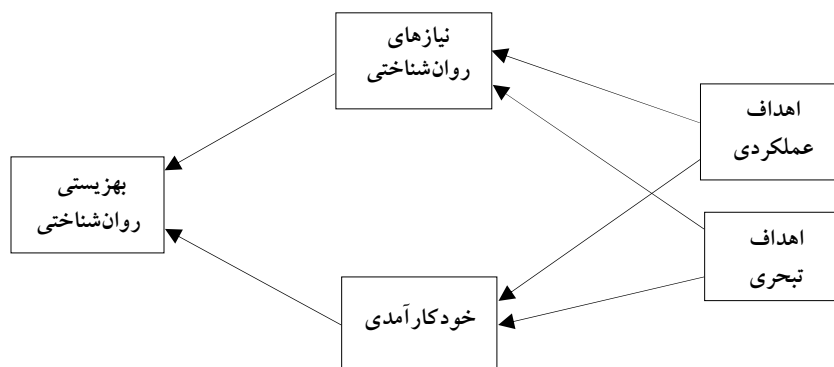 نیازهای
روان‌شناختی
اهداف
عملکردی
بهزیستی
روان‌شناختی
اهداف
تبحری
خودکارآمدی